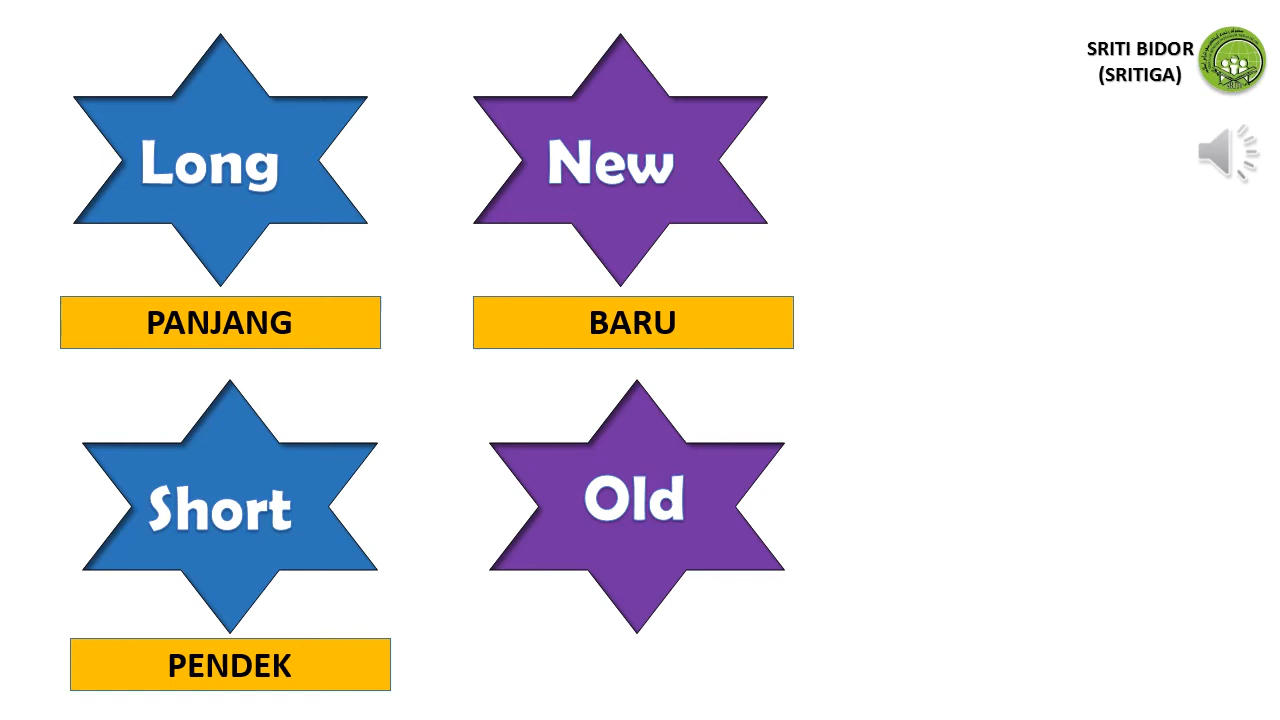 Long
New
SRITI BIDOR
(SRITIGA)
PANJANG
BARU
Short
Old
PENDEK